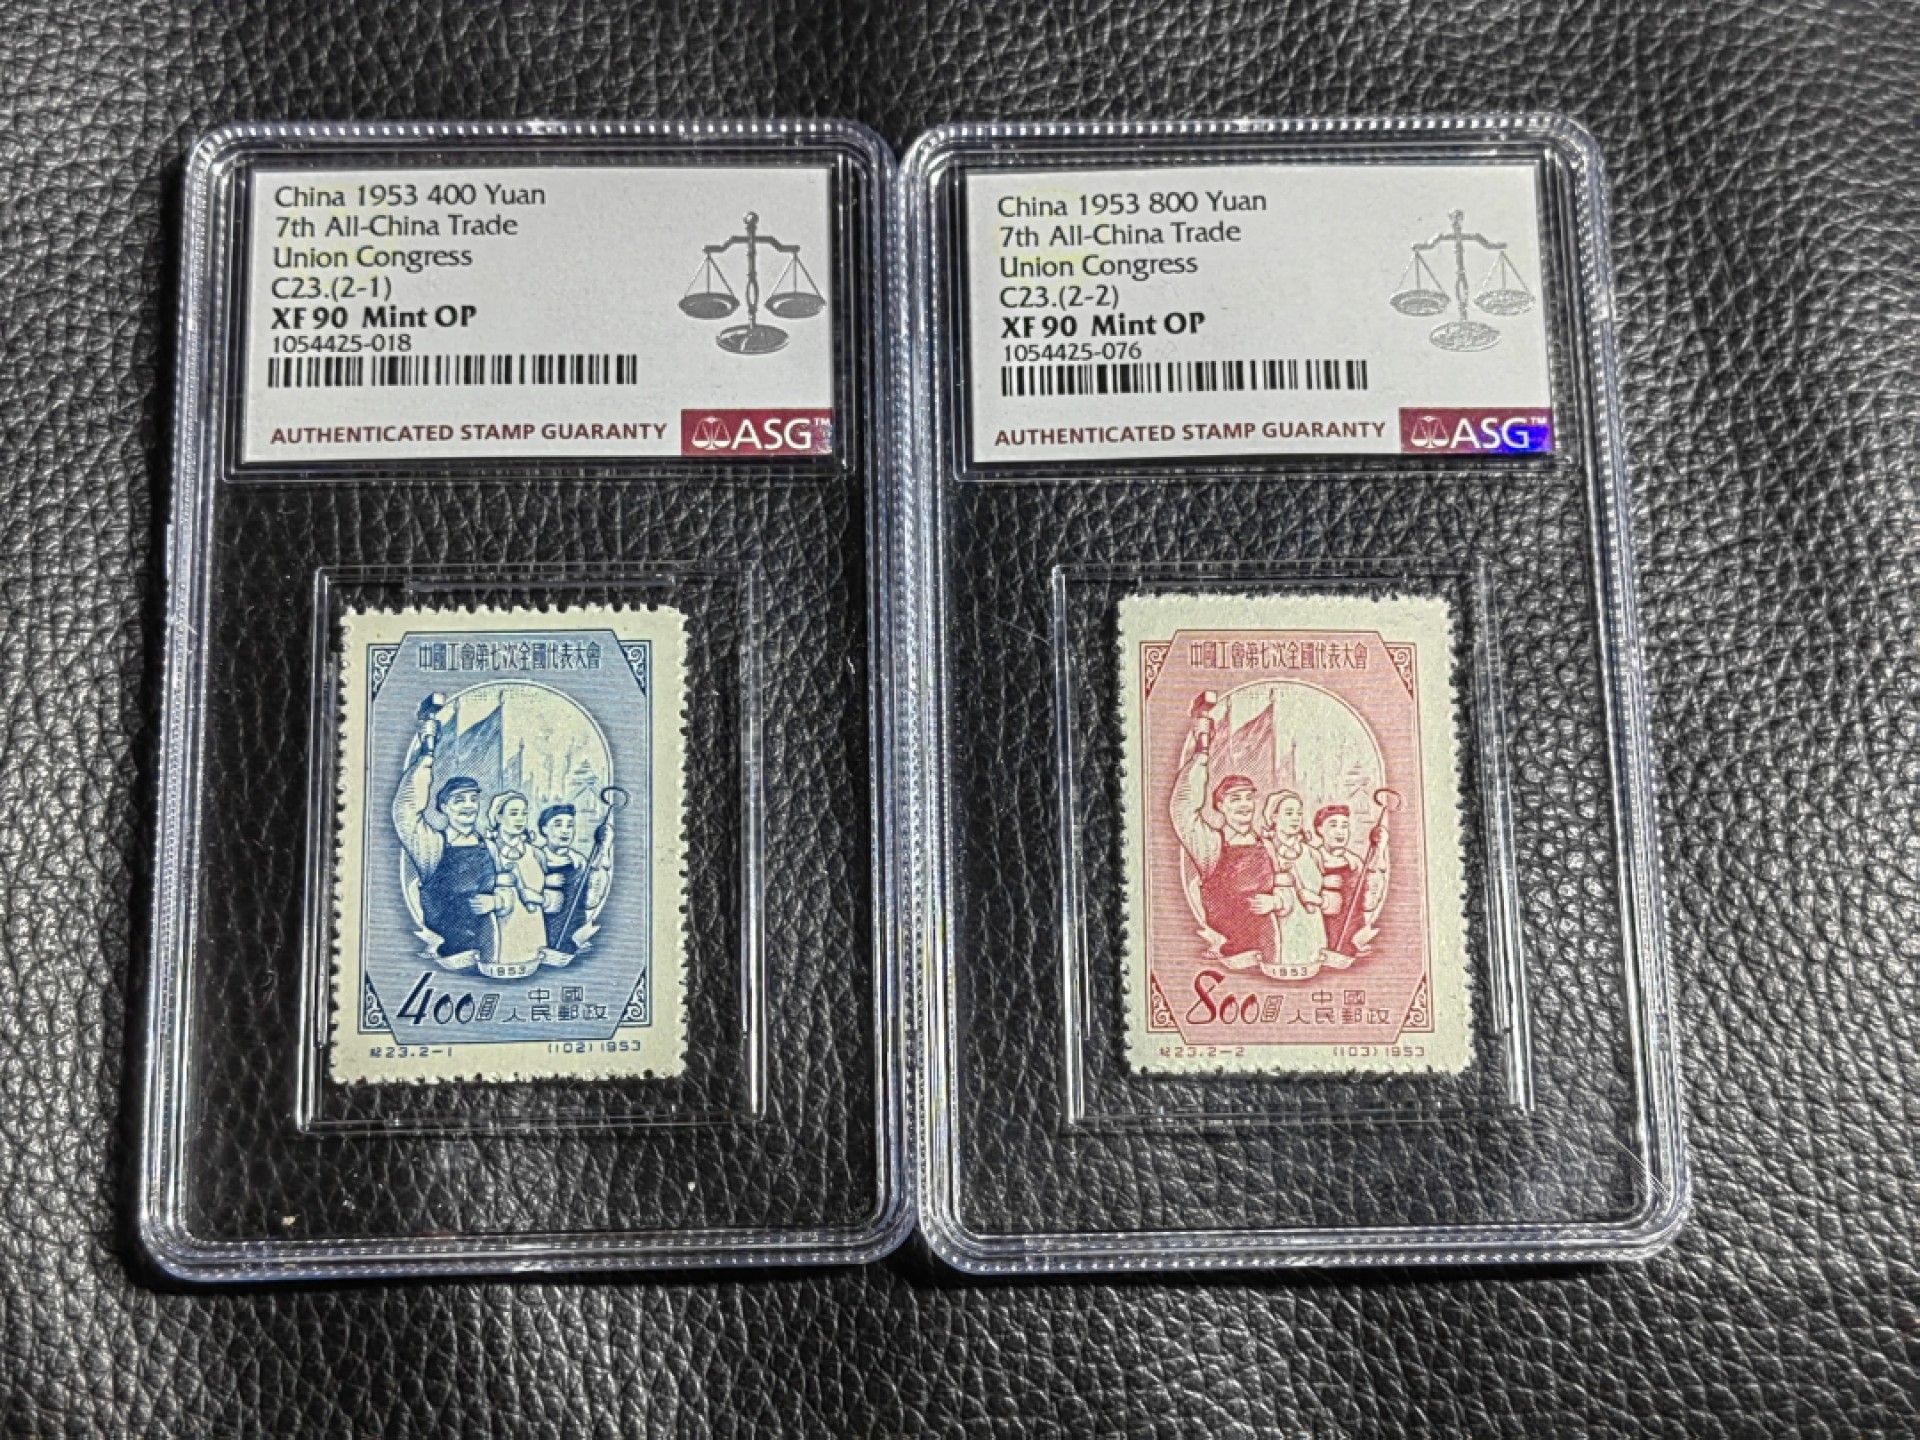 China 1953 400 Yuan
7th All-China Trade
Union Congress
C23.(2-1)
XF 90 Mint OP
1054425-018
AUTHENTICATED STAMP GUARANTY
ASG™
中國工會第七次全國代表大會
1953
400圓
中國
人民郵政
紀23.2-1
(102)1953
China 1953 800 Yuan
7th All-China Trade
Union Congress
C23.(2-2)
XF 90 Mint OP
1054425-076
AUTHENTICATED STAMP GUARANTY
ASG™
中國工會第七次全國代表大會
1953
800圓
中國
人民郵政
紀23.2-2
(103)1953